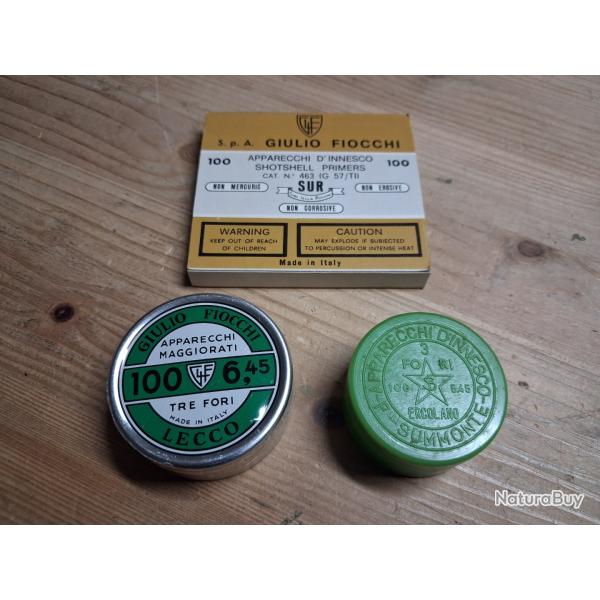 S.p.A. GIULIO FIOCCHI
100 APPARECCHI D'INNESCO 100
SHOTSHELL PRIMERS
CAT. N.° 463 (G 57/TI)
NON MERCURIC SUR NON EROSIVE
NON CORROSIVE
WARNING
KEEP OUT OF REACH
OF CHILDREN
CAUTION
MAY EXPLODE IF SUBJECTED
TO PERCUSSION OR INTENSE HEAT
Made in Italy
GIULIO FIOCCHI
APPARECCHI
MAGGIORATI
100 GF 6,45
TRE FORI
MADE IN ITALY
LECCO
APPARECCHI D'INNESCO
3
FORI
100 6.45
ERCOLANO
SUMMONTE
NaturaBuy